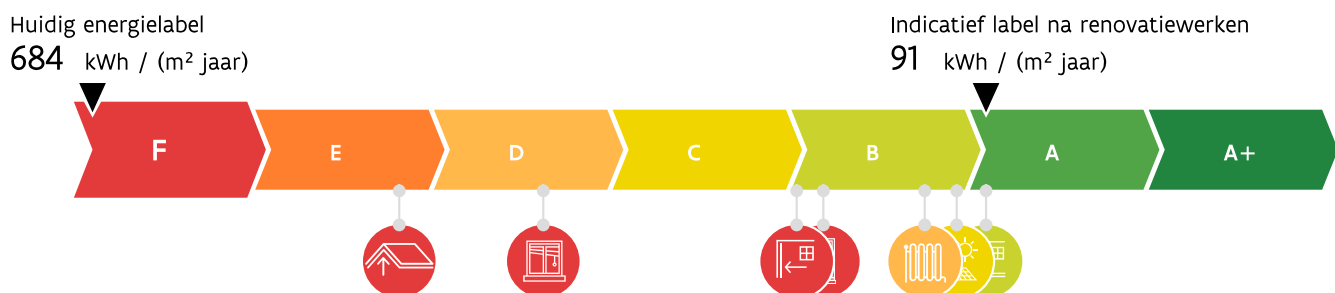 Huidig energielabel
684 kWh / (m² jaar)
Indicatief label na renovatiewerken
91 kWh / (m² jaar)
F E D C B A A+